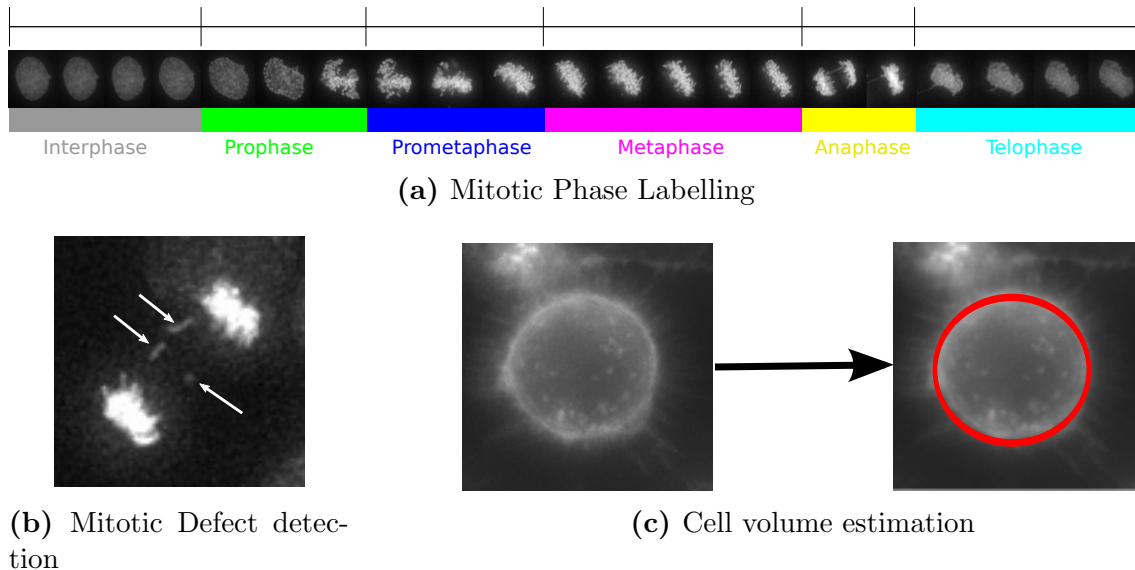 Interphase Prophase Prometaphase Metaphase Anaphase Telophase
(a) Mitotic Phase Labelling
(b) Mitotic Defect detec-
tion
(c) Cell volume estimation